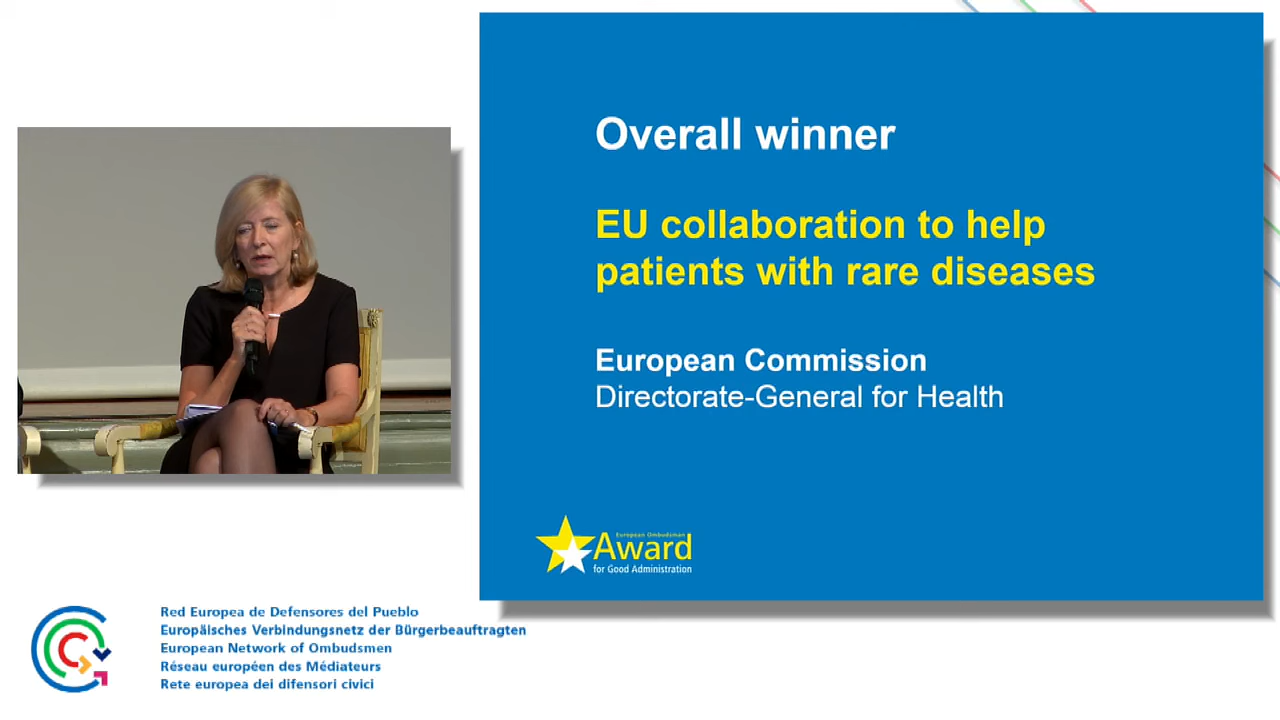 Overall winner
EU collaboration to help
patients with rare diseases
European Commission
Directorate-General for Health
European Ombudsman
Award
for Good Administration
Red Europea de Defensores del Pueblo
Europäisches Verbindungsnetz der Bürgerbeauftragten
European Network of Ombudsmen
Réseau européen des Médiateurs
Rete europea dei difensori civici